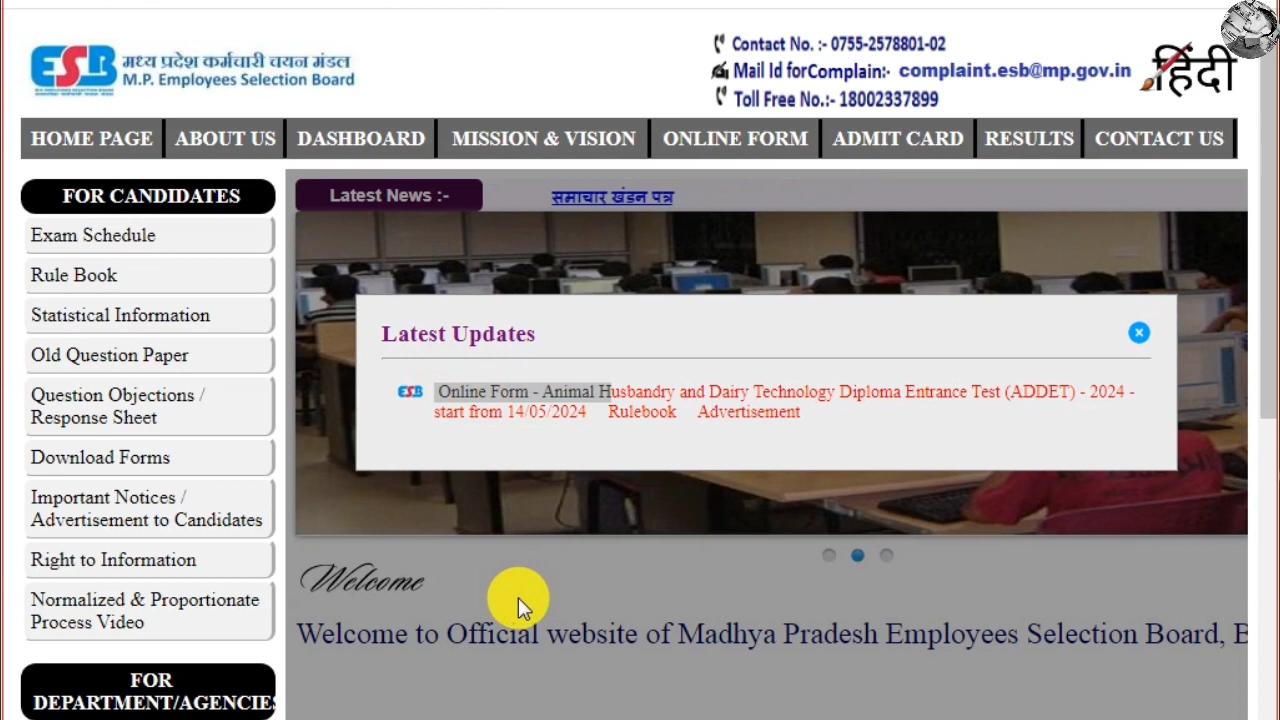 ESB मध्य प्रदेश कर्मचारी चयन मंडल
M.P. Employees Selection Board
Contact No. :- 0755-2578801-02
Mail Id forComplain:- complaint.esb@mp.gov.in
Toll Free No.:- 18002337899
हिंदी
HOME PAGE ABOUT US DASHBOARD MISSION & VISION ONLINE FORM ADMIT CARD RESULTS CONTACT US
FOR CANDIDATES
Exam Schedule
Rule Book
Statistical Information
Old Question Paper
Question Objections /
Response Sheet
Download Forms
Important Notices /
Advertisement to Candidates
Right to Information
Normalized & Proportionate
Process Video
FOR
DEPARTMENT/AGENCIES
Latest News :- समाचार खंडन पत्र
Latest Updates
ESB Online Form - Animal Husbandry and Dairy Technology Diploma Entrance Test (ADDET) - 2024 -
start from 14/05/2024 Rulebook Advertisement
Welcome
Welcome to Official website of Madhya Pradesh Employees Selection Board, B